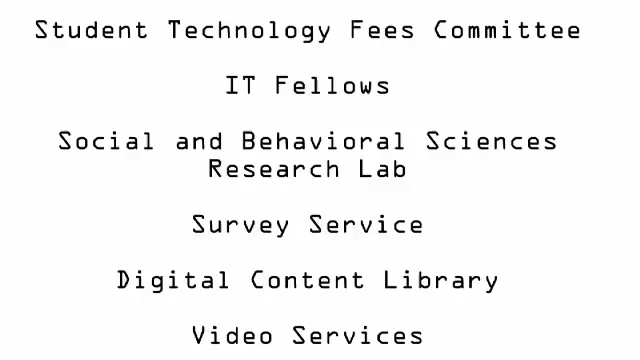 Student Technology Fees Committee
IT Fellows
Social and Behavioral Sciences
Research Lab
Survey Service
Digital Content Library
Video Services